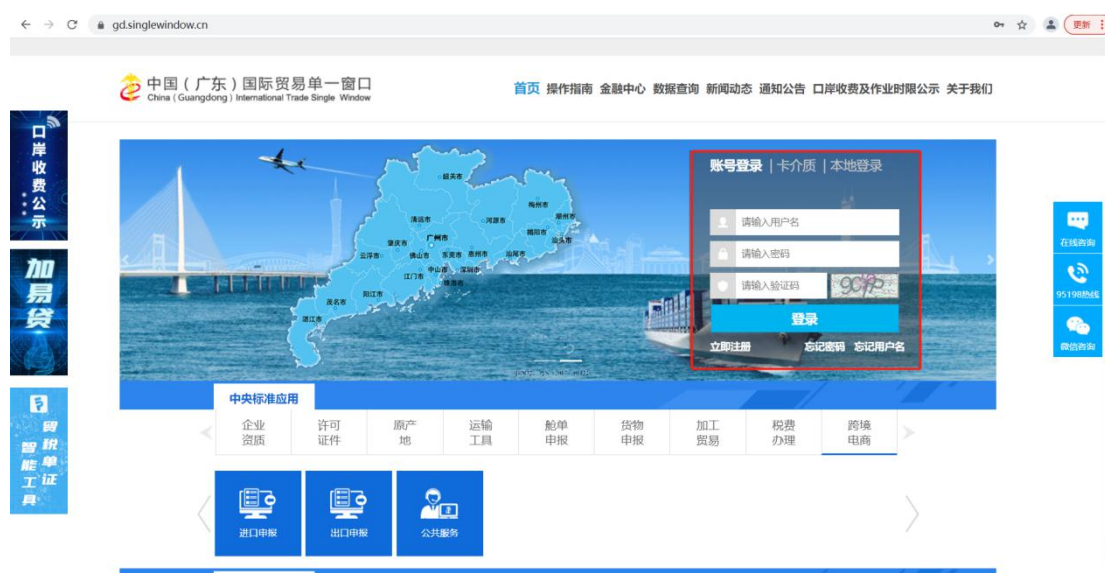 gd.singlewindow.cn
更新
中国（广东）国际贸易单一窗口
China (Guangdong) International Trade Single Window
首页 操作指南 金融中心 数据查询 新闻动态 通知公告 口岸收费及作业时限公示 关于我们
口岸收费公示
加易贷
贸税单证
智能工具
韶关市
清远市
河源市
梅州市
潮州市
揭阳市
汕头市
肇庆市
广州市
云浮市
佛山市
东莞市
惠州市
汕尾市
江门市
中山市
深圳市
珠海市
阳江市
茂名市
湛江市
账号登录 | 卡介质 | 本地登录
请输入用户名
请输入密码
请输入验证码
登录
立即注册 忘记密码 忘记用户名
在线咨询
95198热线
微信咨询
中央标准应用
企业
资质
许可
证件
原产
地
运输
工具
舱单
申报
货物
申报
加工
贸易
税费
办理
跨境
电商
进口申报
出口申报
公共服务